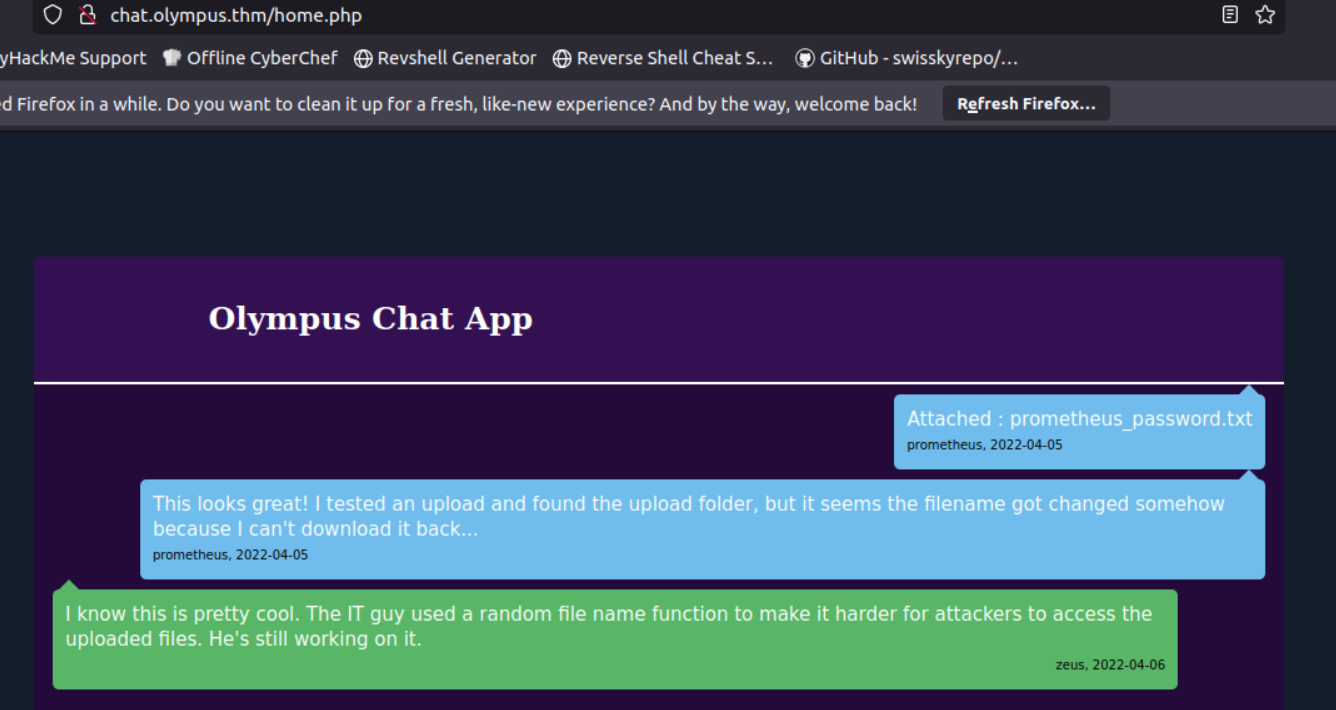 chat.olympus.thm/home.php
yHackMe Support Offline CyberChef Revshell Generator Reverse Shell Cheat S... GitHub - swisskyrepo/...
d Firefox in a while. Do you want to clean it up for a fresh, like-new experience? And by the way, welcome back! Refresh Firefox...
Olympus Chat App
Attached : prometheus_password.txt
prometheus, 2022-04-05
This looks great! I tested an upload and found the upload folder, but it seems the filename got changed somehow
because I can't download it back...
prometheus, 2022-04-05
I know this is pretty cool. The IT guy used a random file name function to make it harder for attackers to access the
uploaded files. He's still working on it.
zeus, 2022-04-06